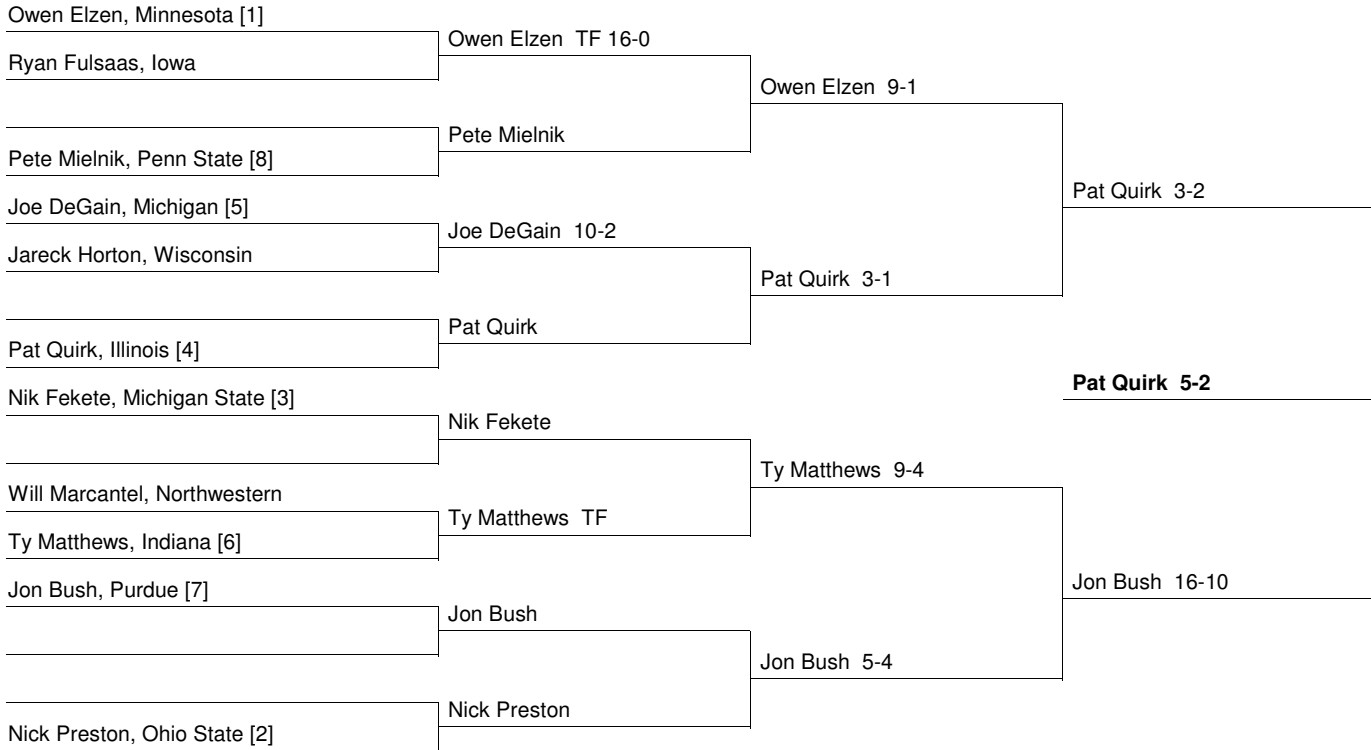 Owen Elzen, Minnesota [1]
Owen Elzen TF 16-0
Ryan Fulsaas, Iowa
Owen Elzen 9-1
Pete Mielnik
Pete Mielnik, Penn State [8]
Pat Quirk 3-2
Joe DeGain, Michigan [5]
Joe DeGain 10-2
Jareck Horton, Wisconsin
Pat Quirk 3-1
Pat Quirk
Pat Quirk, Illinois [4]
Pat Quirk 5-2
Nik Fekete, Michigan State [3]
Nik Fekete
Ty Matthews 9-4
Will Marcantel, Northwestern
Ty Matthews TF
Ty Matthews, Indiana [6]
Jon Bush 16-10
Jon Bush, Purdue [7]
Jon Bush
Jon Bush 5-4
Nick Preston
Nick Preston, Ohio State [2]